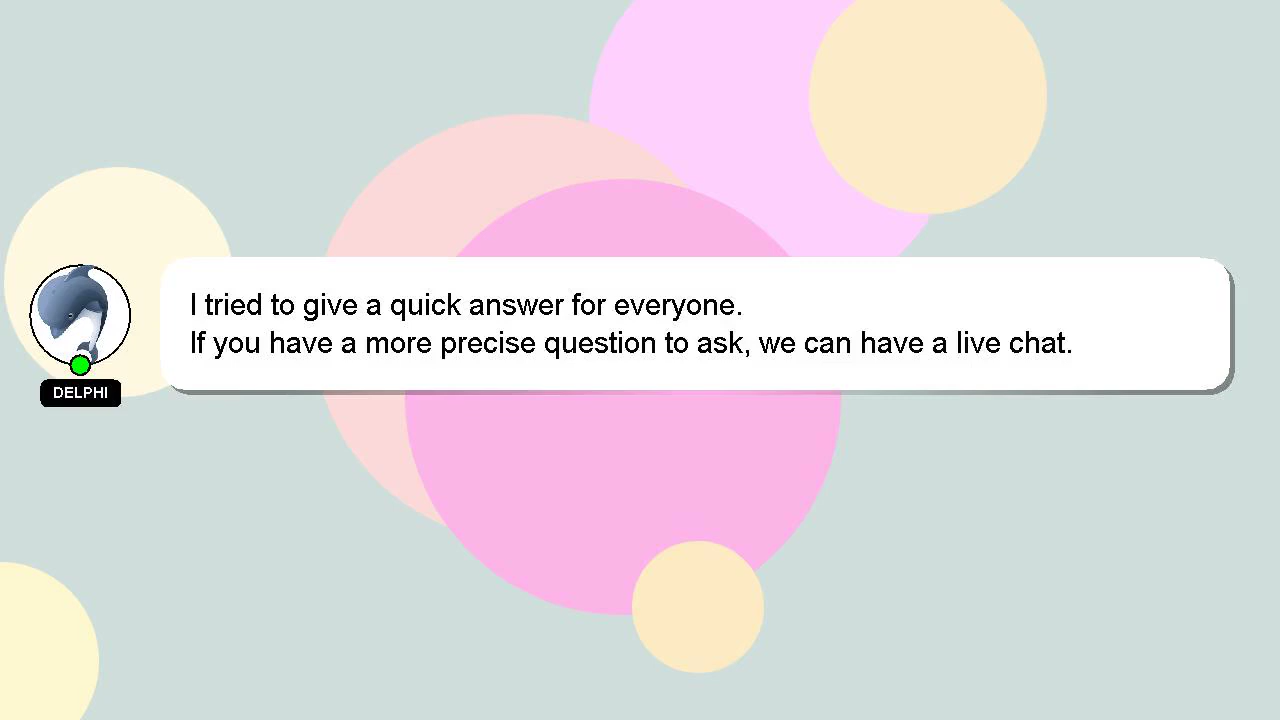 I tried to give a quick answer for everyone.
If you have a more precise question to ask, we can have a live chat.
DELPHI